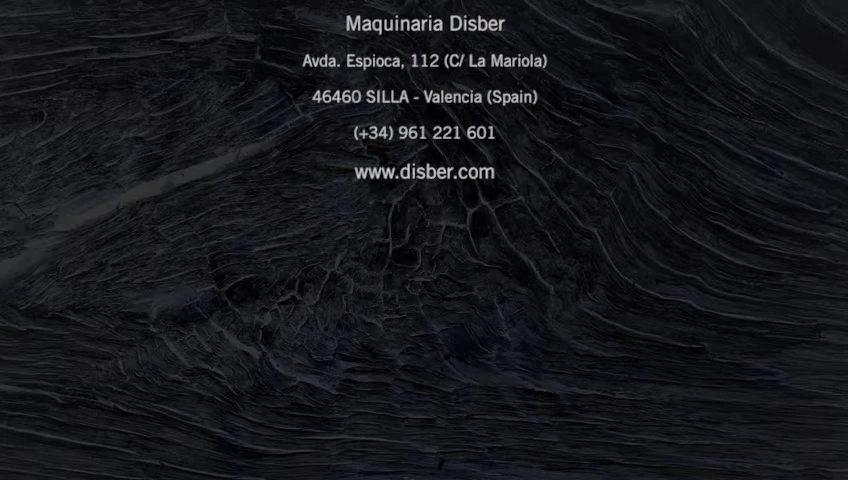 Maquinaria Disber
Avda. Espioca, 112 (C/ La Mariola)
46460 SILLA - Valencia (Spain)
(+34) 961 221 601
www.disber.com